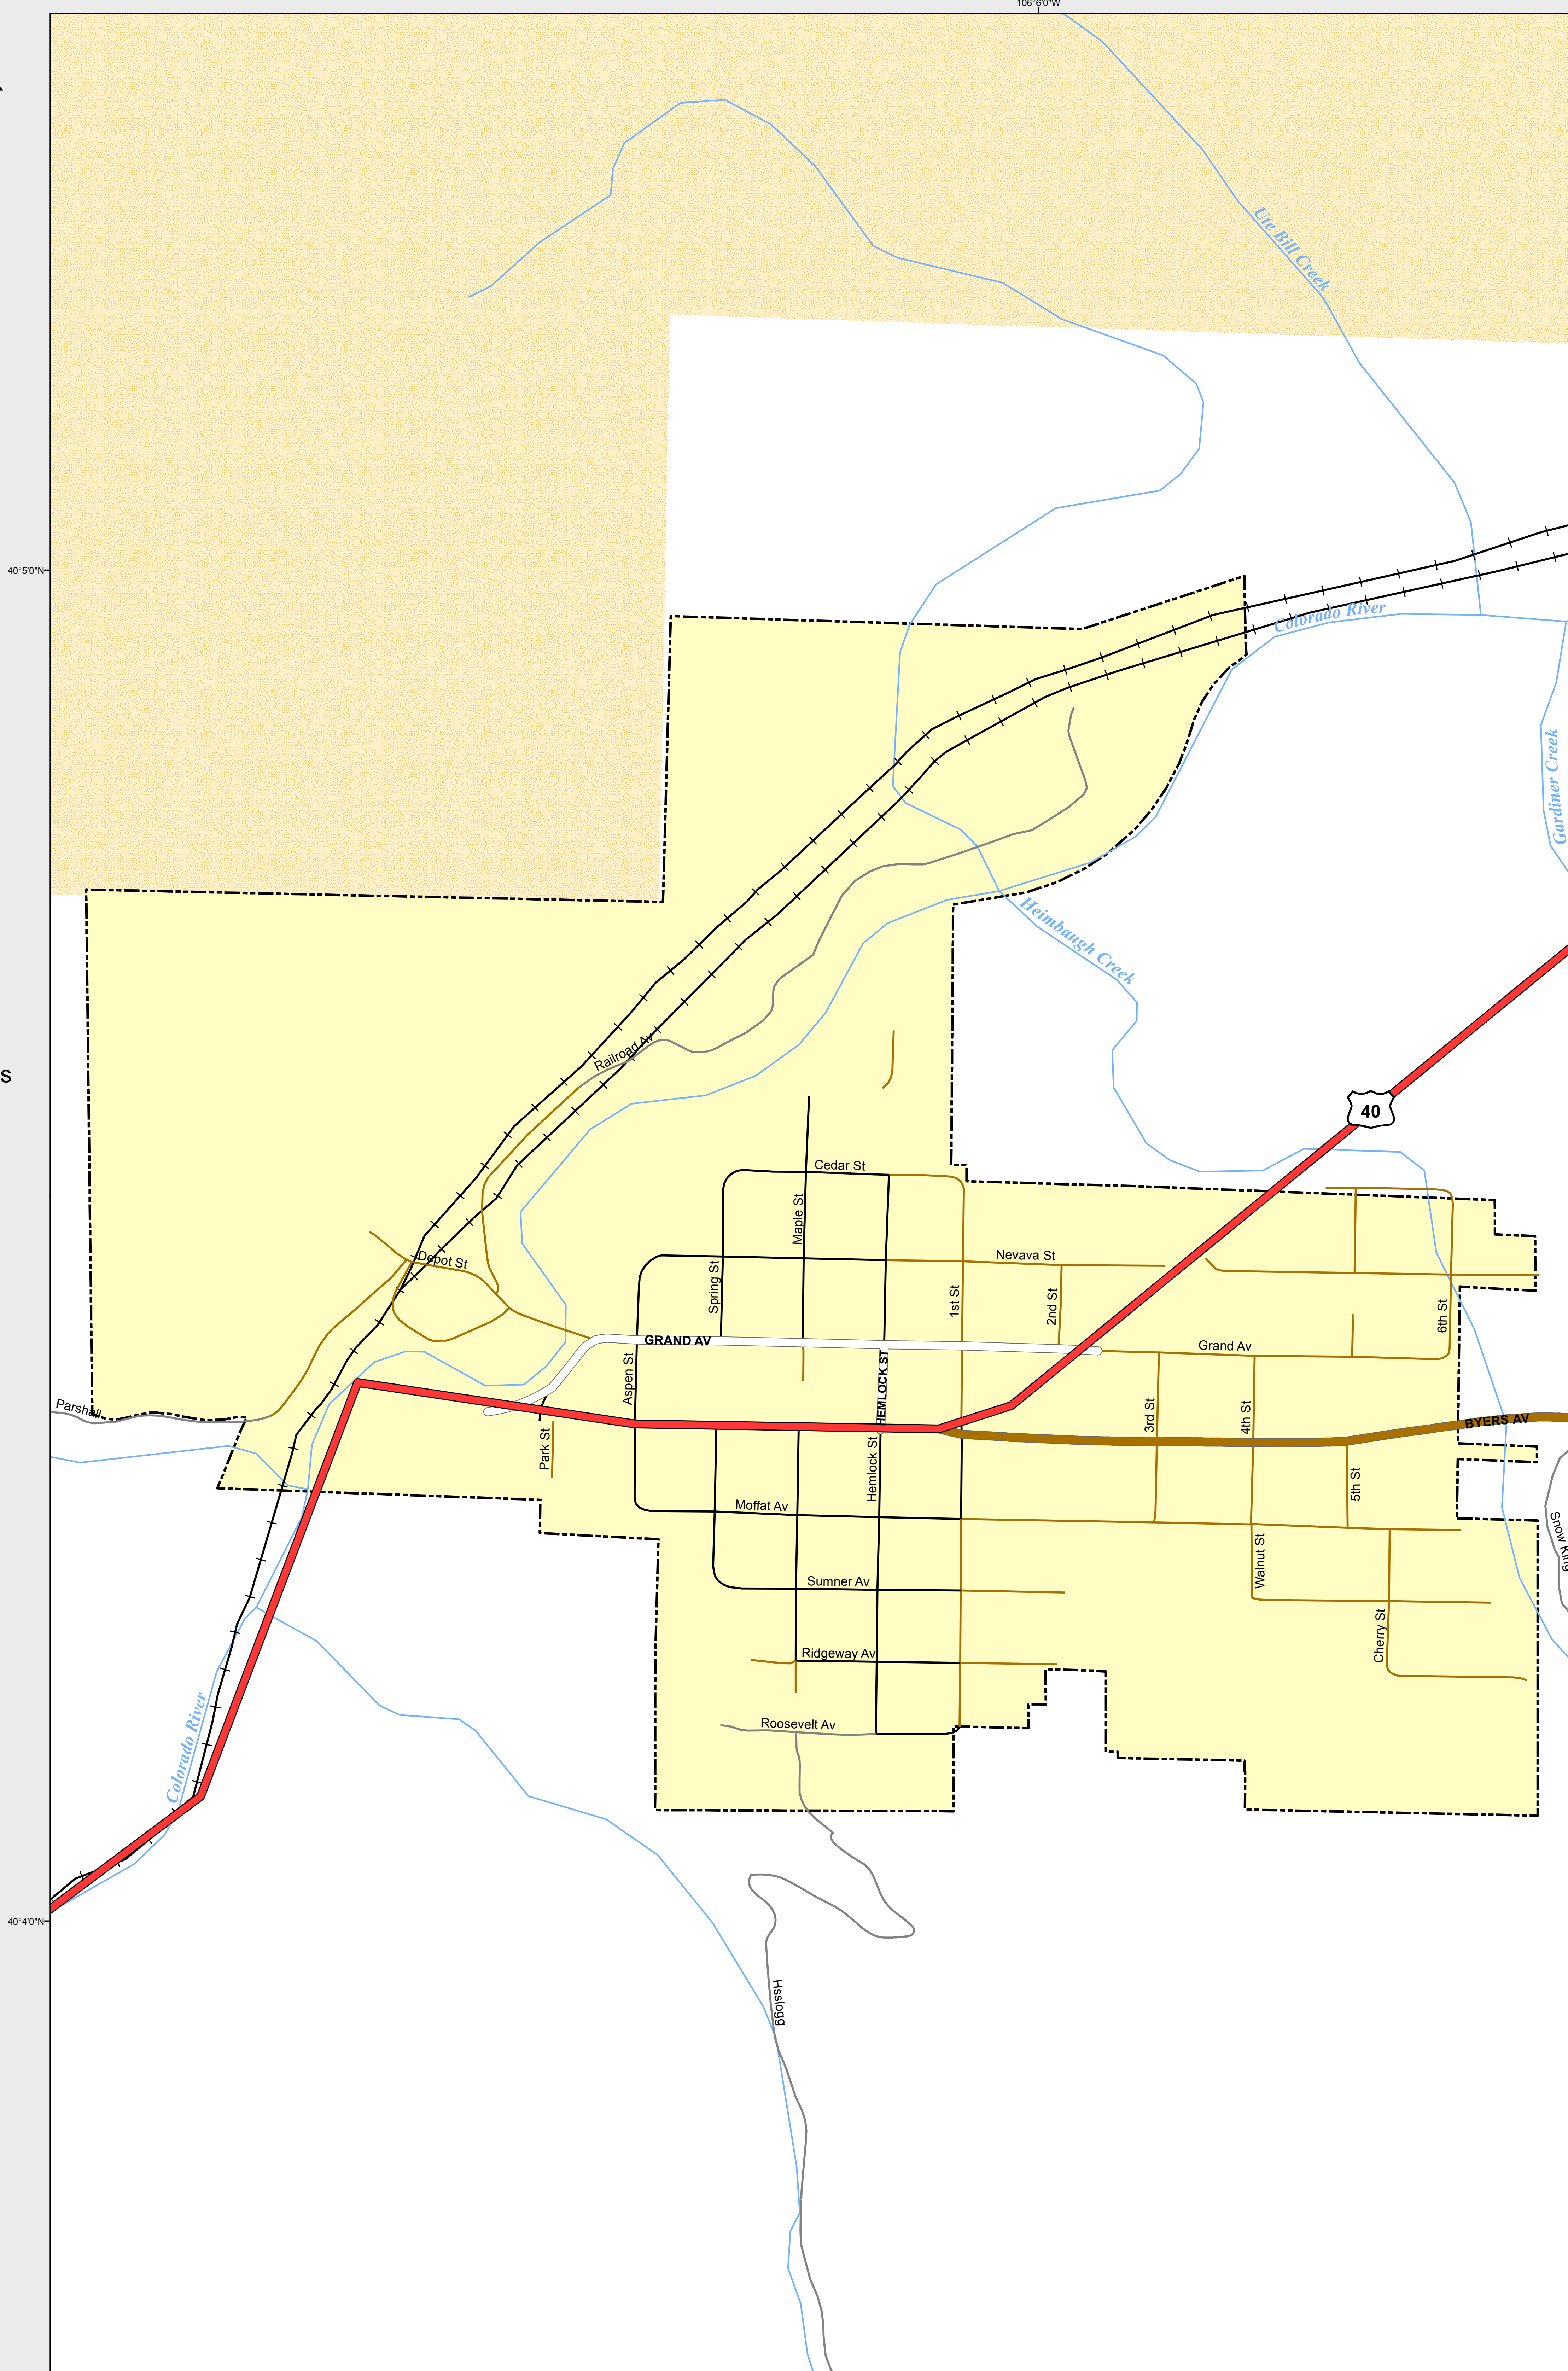 106°6'0"W
Ute Bill Creek
40°5'0"N
Colorado River
Gardiner Creek
Heimbaugh Creek
Railroad Av
S
40
Cedar St
Maple St
Depot St
Nevava St
Spring St
1st St
2nd St
6th St
GRAND AV
Grand Av
Aspen St
HEMLOCK ST
Parshall
3rd St
4th St
BYERS AV
Park St
Hemlock St
5th St
Moffat Av
Snow King
Walnut St
Sumner Av
Cherry St
Ridgeway Av
Colorado River
Roosevelt Av
40°4'0"N
Hsslogg